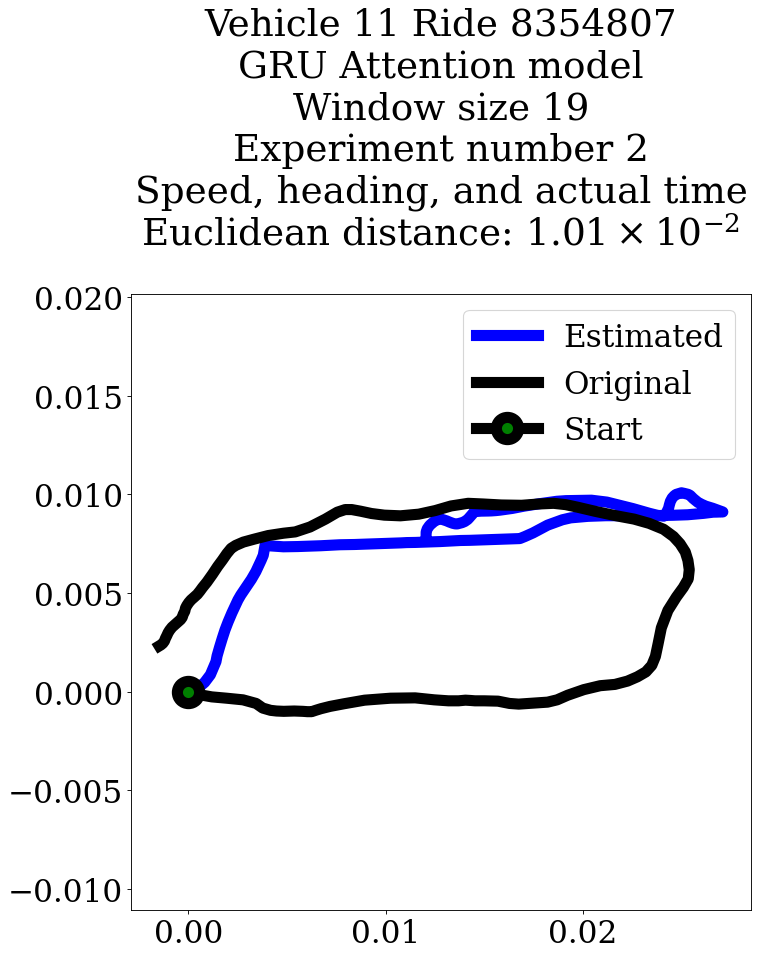 Vehicle 11 Ride 8354807
GRU Attention model
Window size 19
Experiment number 2
Speed, heading, and actual time
Euclidean distance: 1.01 × 10⁻²
0.020
0.015
0.010
0.005
0.000
−0.005
−0.010
Estimated
Original
Start
0.00 0.01 0.02